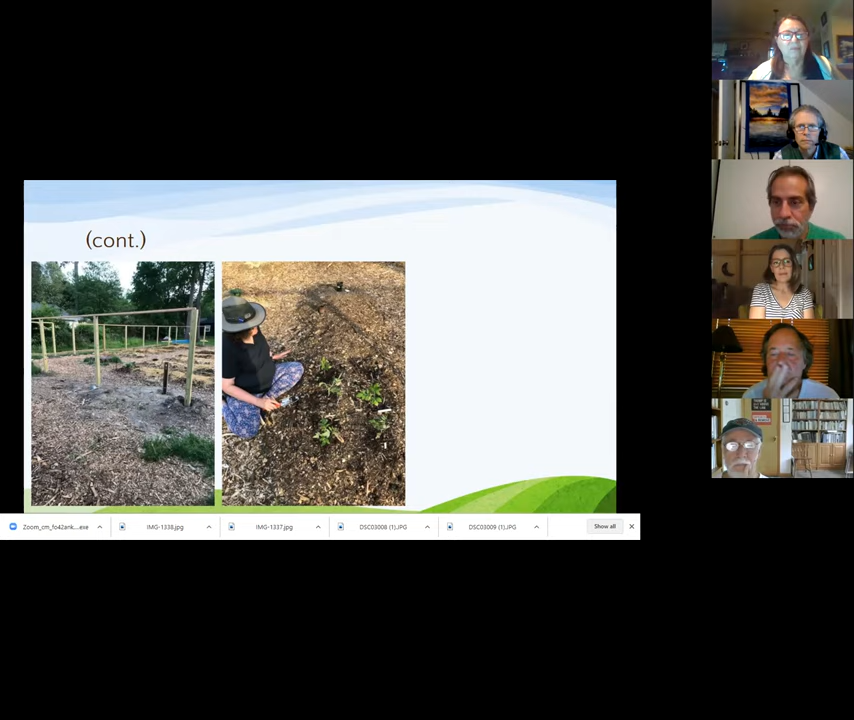 (cont.)
Zoom_cm_fo42ank....exe
IMG-1338.jpg
IMG-1337.jpg
DSC03008 (1).JPG
DSC03009 (1).JPG
Show all